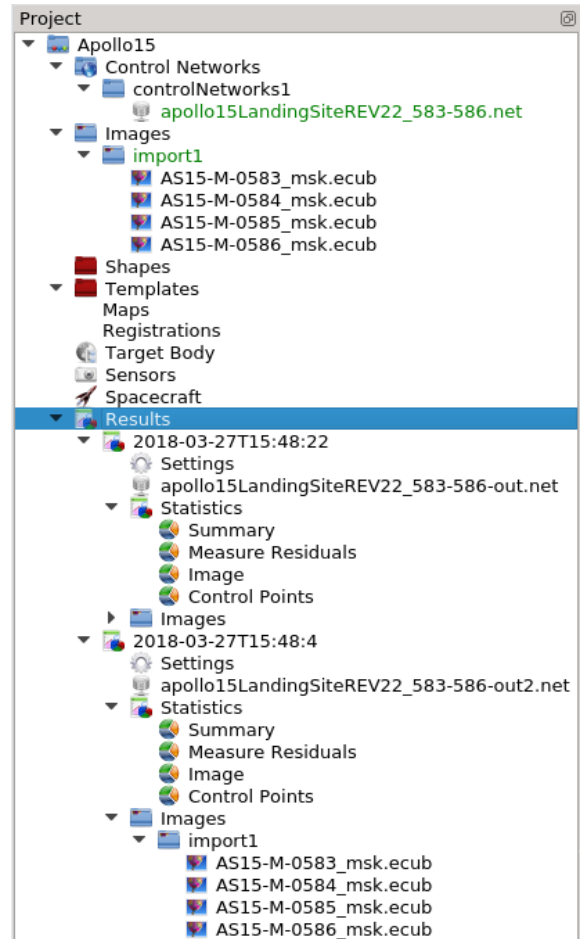 Project
Apollo15
Control Networks
controlNetworks1
apollo15LandingSiteREV22_583-586.net
Images
import1
AS15-M-0583_msk.ecub
AS15-M-0584_msk.ecub
AS15-M-0585_msk.ecub
AS15-M-0586_msk.ecub
Shapes
Templates
Maps
Registrations
Target Body
Sensors
Spacecraft
Results
2018-03-27T15:48:22
Settings
apollo15LandingSiteREV22_583-586-out.net
Statistics
Summary
Measure Residuals
Image
Control Points
Images
2018-03-27T15:48:4
Settings
apollo15LandingSiteREV22_583-586-out2.net
Statistics
Summary
Measure Residuals
Image
Control Points
Images
import1
AS15-M-0583_msk.ecub
AS15-M-0584_msk.ecub
AS15-M-0585_msk.ecub
AS15-M-0586_msk.ecub